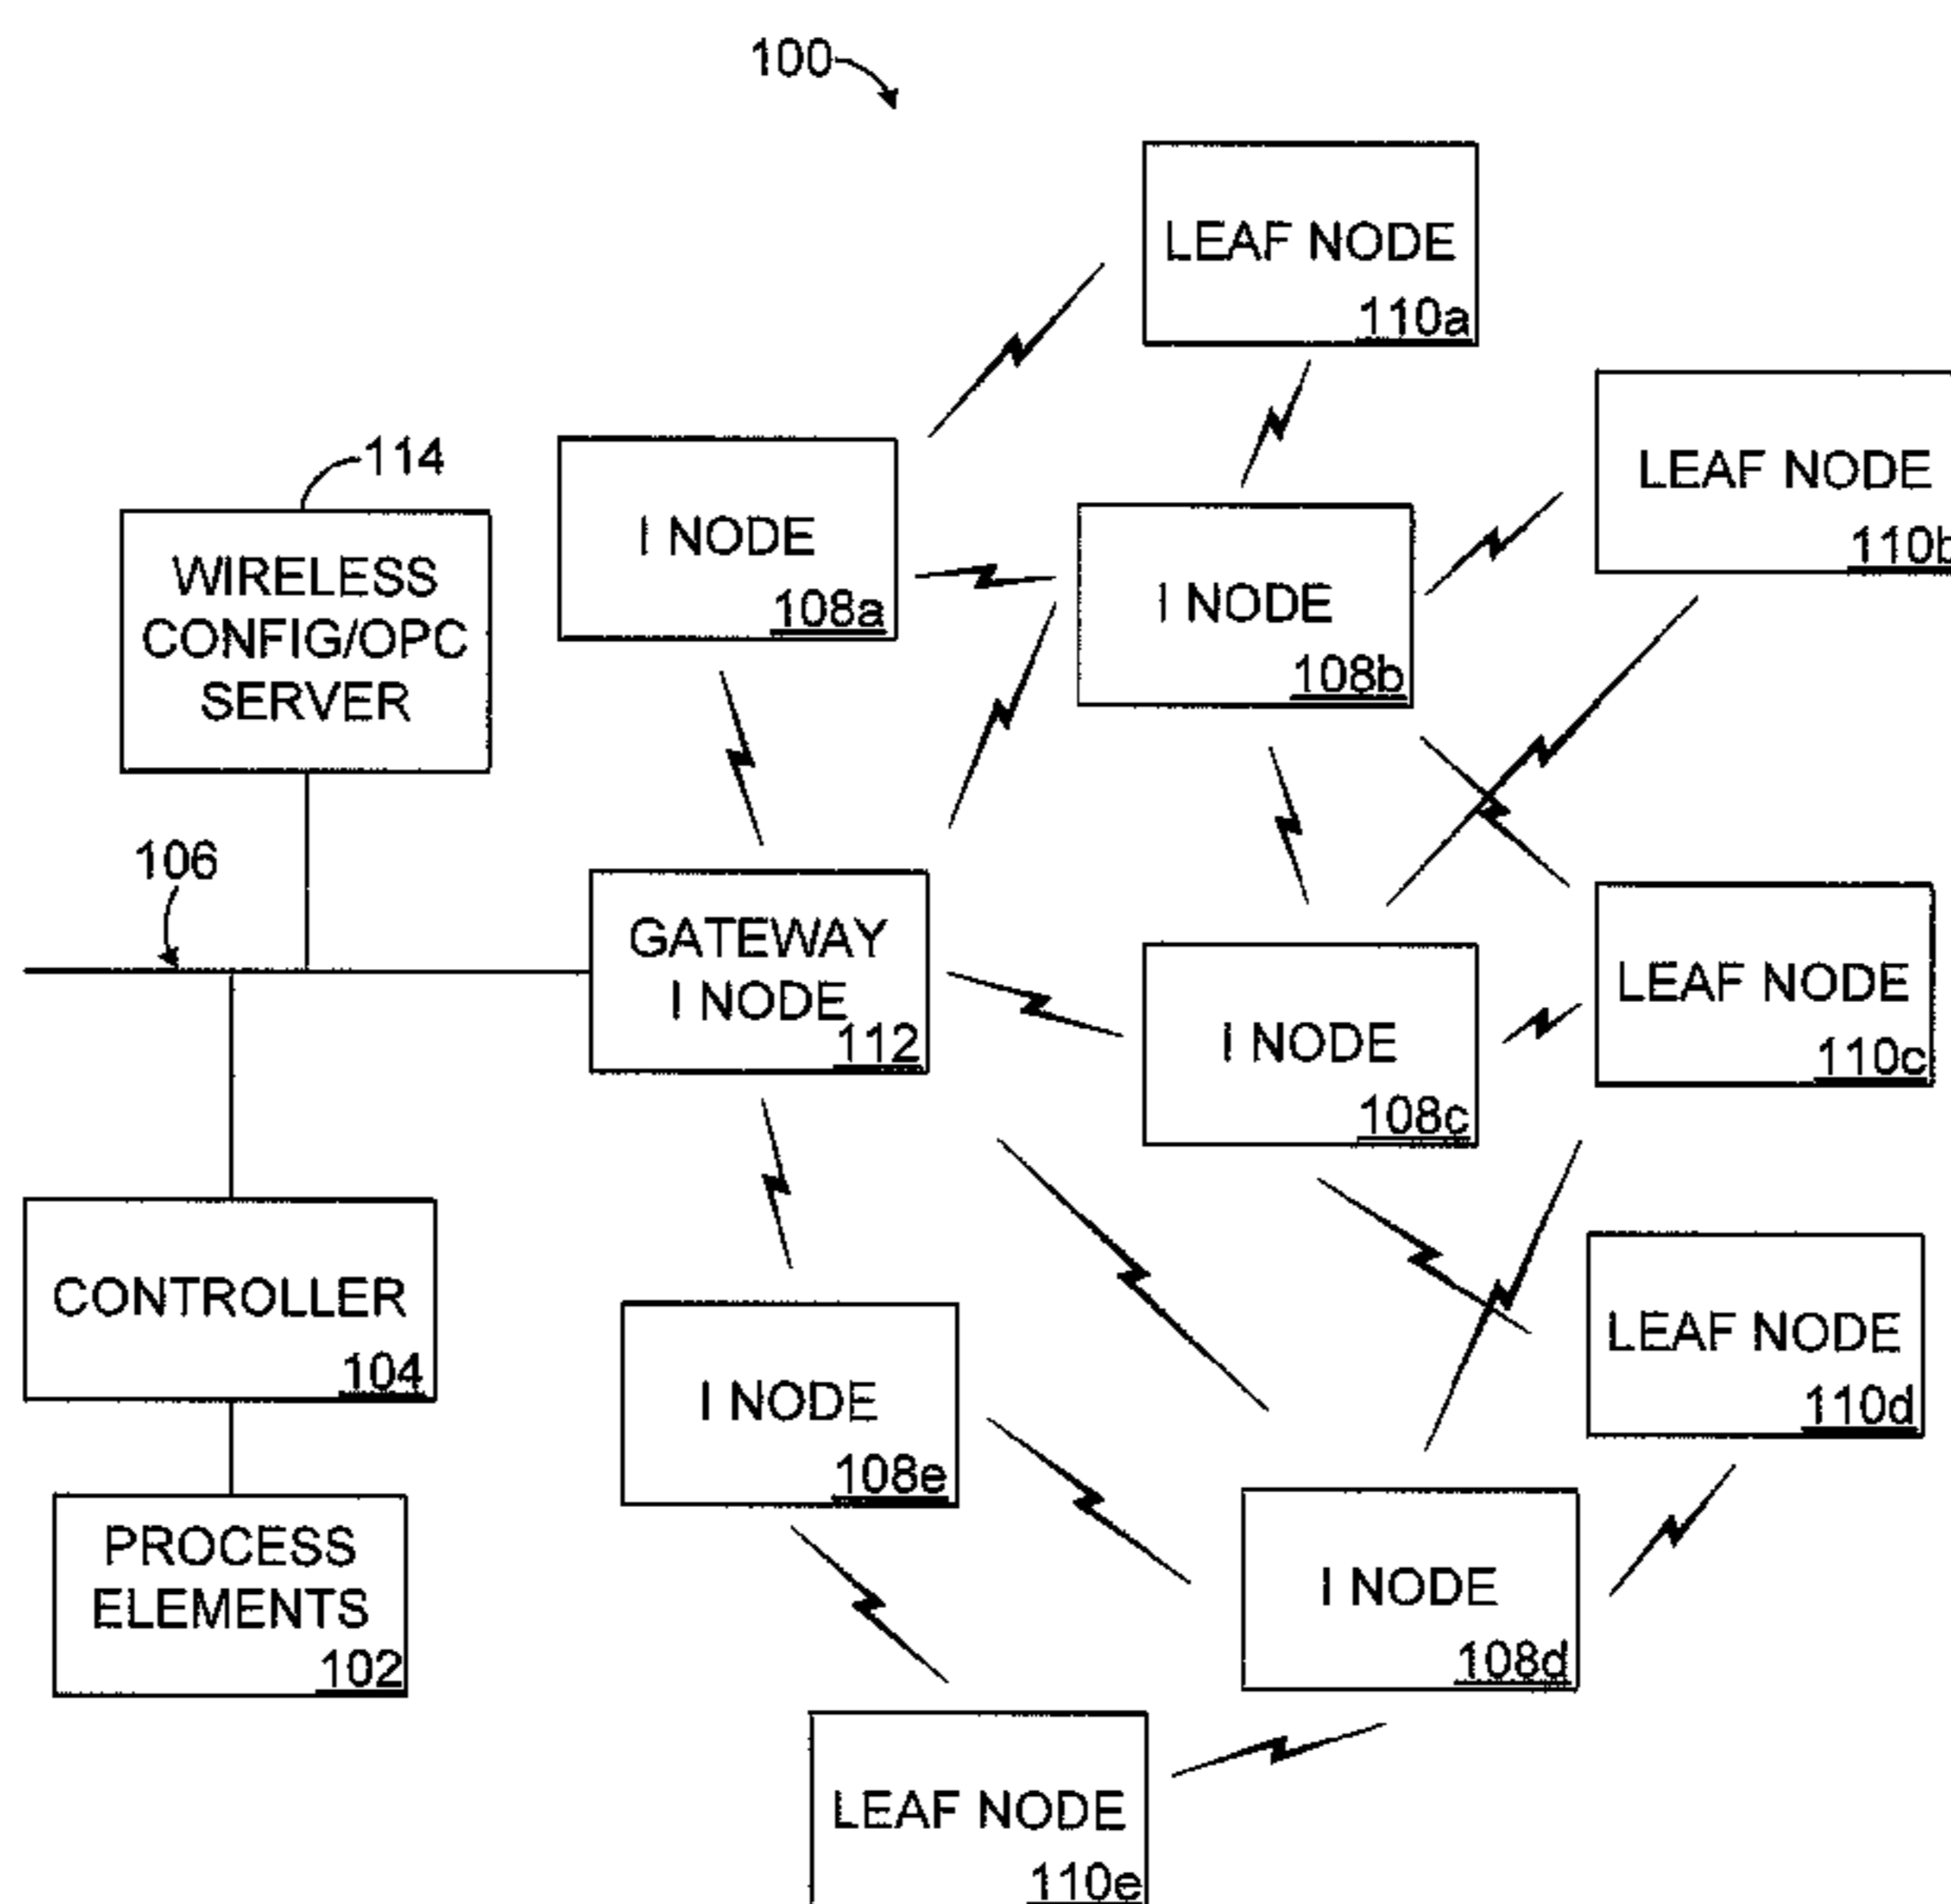 100
LEAF NODE
110a
LEAF NODE
110b
114
I NODE
108a
I NODE
108b
WIRELESS
CONFIG/OPC
SERVER
106
GATEWAY
I NODE
112
LEAF NODE
110c
I NODE
108c
CONTROLLER
104
LEAF NODE
110d
I NODE
108e
PROCESS
ELEMENTS
102
I NODE
108d
LEAF NODE
110e